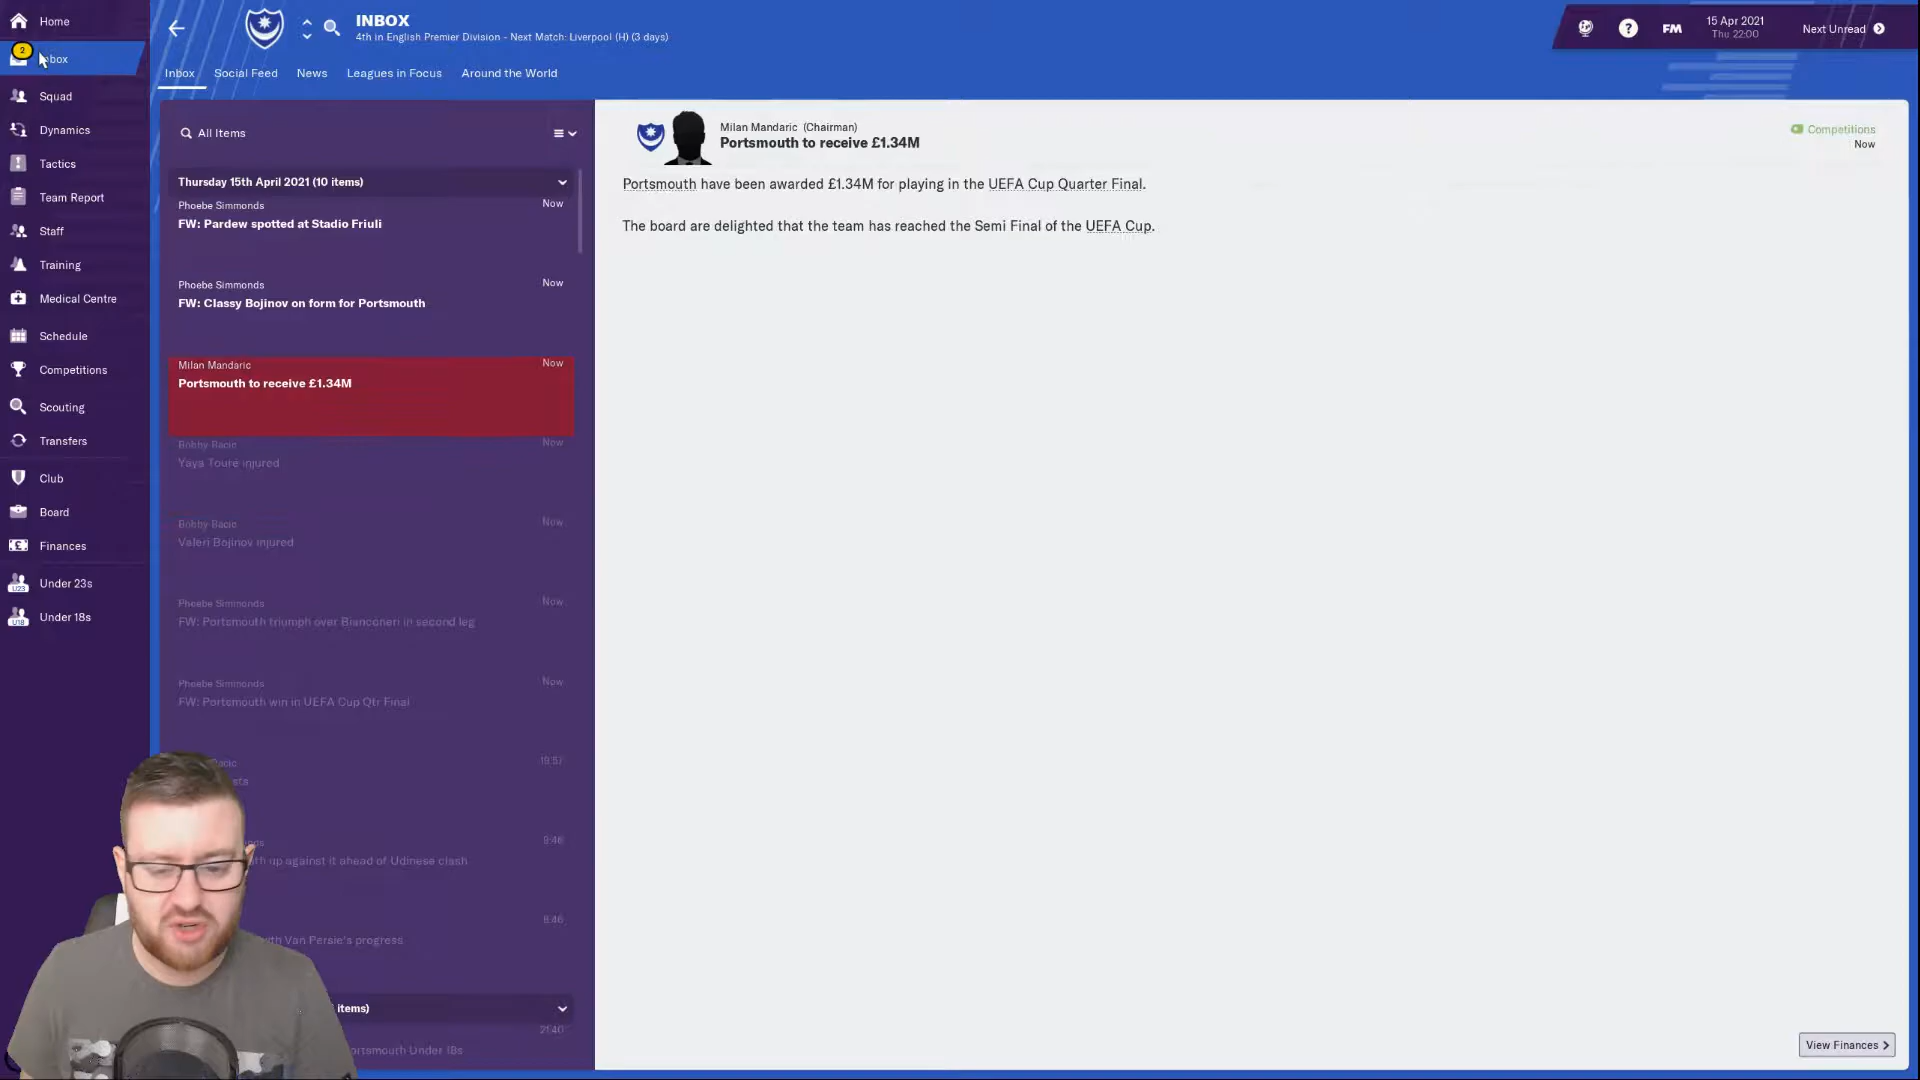 Home
2
Inbox
Squad
Dynamics
Tactics
Team Report
Staff
Training
Medical Centre
Schedule
Competitions
Scouting
Transfers
Club
Board
Finances
U23
Under 23s
U18
Under 18s
INBOX
4th in English Premier Division - Next Match: Liverpool (H) (3 days)
FM
15 Apr 2021
Thu 22:00
Next Unread
Inbox
Social Feed
News
Leagues in Focus
Around the World
All Items
Thursday 15th April 2021 (10 items)
Phoebe Simmonds
Now
FW: Pardew spotted at Stadio Friuli
Phoebe Simmonds
Now
FW: Classy Bojinov on form for Portsmouth
Milan Mandaric
Now
Portsmouth to receive £1.34M
Bobby Bacic
Now
Yaya Touré injured
Bobby Bacic
Now
Valeri Bojinov injured
Phoebe Simmonds
Now
FW: Portsmouth triumph over Bianconeri in second leg
Phoebe Simmonds
Now
FW: Portsmouth win in UEFA Cup Qtr Final
Bacic
19:57
9:46
up against it ahead of Udinese clash
8:46
Van Persie's progress
items)
21:40
Portsmouth Under 18s
Milan Mandaric (Chairman)
Portsmouth to receive £1.34M
Competitions
Now
Portsmouth have been awarded £1.34M for playing in the UEFA Cup Quarter Final.
The board are delighted that the team has reached the Semi Final of the UEFA Cup.
View Finances